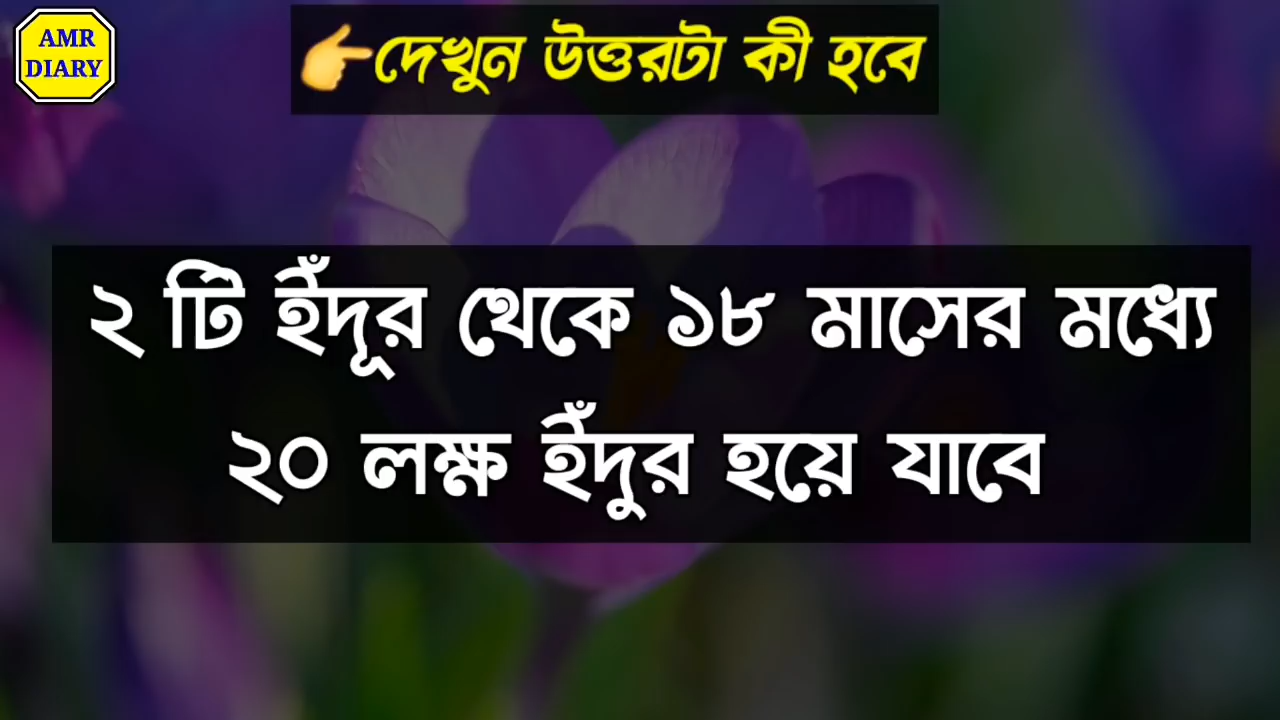 AMR
DIARY
👉দেখুন উত্তরটা কী হবে
২ টি ইঁদূর থেকে ১৮ মাসের মধ্যে
২০ লক্ষ ইঁদুর হয়ে যাবে